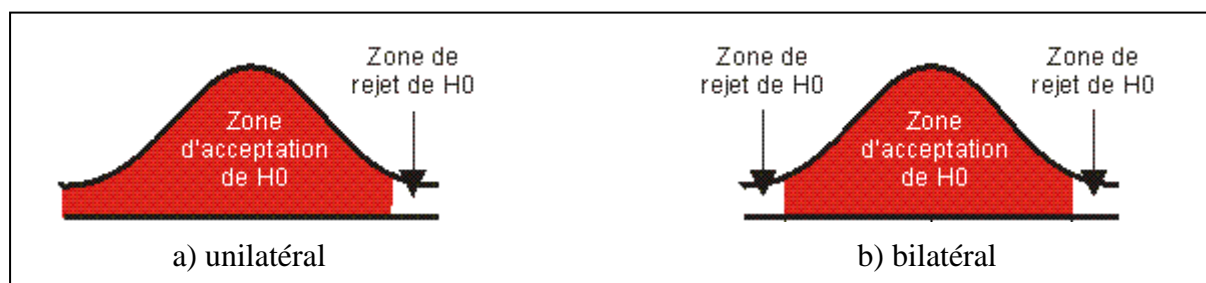 Zone de
rejet de H0
Zone
d'acceptation
de H0
a) unilatéral
Zone de
rejet de H0
Zone de
rejet de H0
Zone
d'acceptation
de H0
b) bilatéral